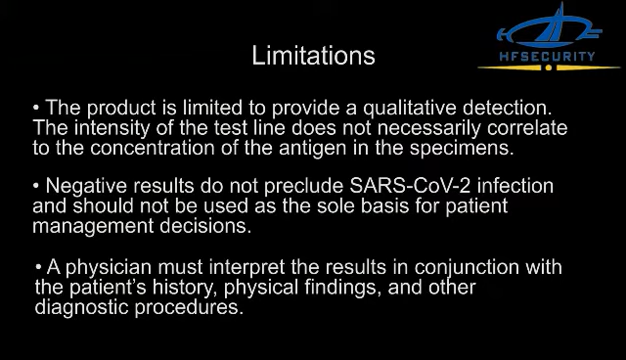 HFSECURITY
Limitations
• The product is limited to provide a qualitative detection.
The intensity of the test line does not necessarily correlate
to the concentration of the antigen in the specimens.
• Negative results do not preclude SARS-CoV-2 infection
and should not be used as the sole basis for patient
management decisions.
• A physician must interpret the results in conjunction with
the patient's history, physical findings, and other
diagnostic procedures.